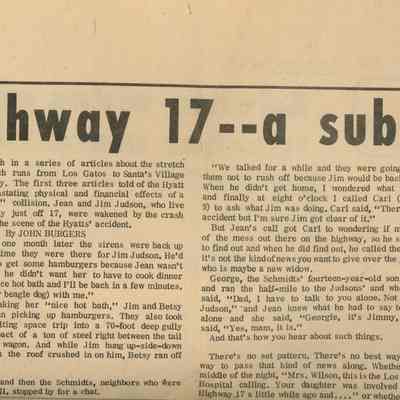 hway 17--a sub
h in a series of articles about the stretch
ch runs from Los Gatos to Santa's Village
y. The first three articles told of the Hyatt
astating physical and financial effects of a
" collision. Jean and Jim Judson, who live
y just off 17, were wakened by the crash
he scene of the Hyatts' accident.
By JOHN BURGERS
one month later the sirens were back up
time they were there for Jim Judson. He'd
get some hamburgers because Jean wasn't
he didn't want her to have to cook dinner
ice hot bath and I'll be back in a few minutes.
r beagle dog) with me."
aking her "nice hot bath," Jim and Betsy
n picking up hamburgers. They also took
lting space trip into a 70-foot deep gully
act of a ton of steel right between the tail
wagon. And while Jim hung up-side-down
the roof crushed in on him, Betsy ran off
and then the Schmidts, neighbors who were
ll, stopped by for a chat.
"We talked for a while and they were going
them not to rush off because Jim would be back
When he didn't get home, I wondered what
and finally at eight o'clock I called Carl (
9) to ask what Jim was doing. Carl said, "Ther
accident but I'm sure Jim got clear of it."
But Jean's call got Carl to wondering if m
of the mess out there on the highway, so he s
to find out and when he did find out, he called the
it's not the kind of news you want to give over the
who is maybe a new widow.
George, the Schmidts' fourteen-year-old son
and ran the half-mile to the Judsons' and wh
said, "Dad, I have to talk to you alone. Not
Judson," and Jean knew what he had to say to
alone and she said, "Georgie, it's Jimmy,
said, "Yes, mam, it is."
And that's how you hear about such things.
There's no set pattern. There's no best way
way to pass that kind of news along. Whethe
middle of the night, "Mrs. Wilson, this is the Los
Hospital calling. Your daughter was involved
Highway 17 a little while ago and...." or whethe